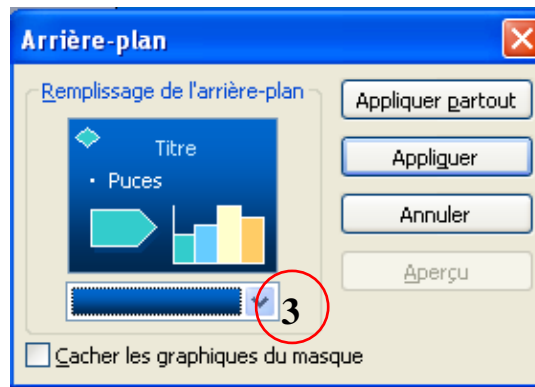 Arrière-plan
Remplissage de l'arrière-plan
Titre
• Puces
3
Cacher les graphiques du masque
Appliquer partout
Appliquer
Annuler
Aperçu